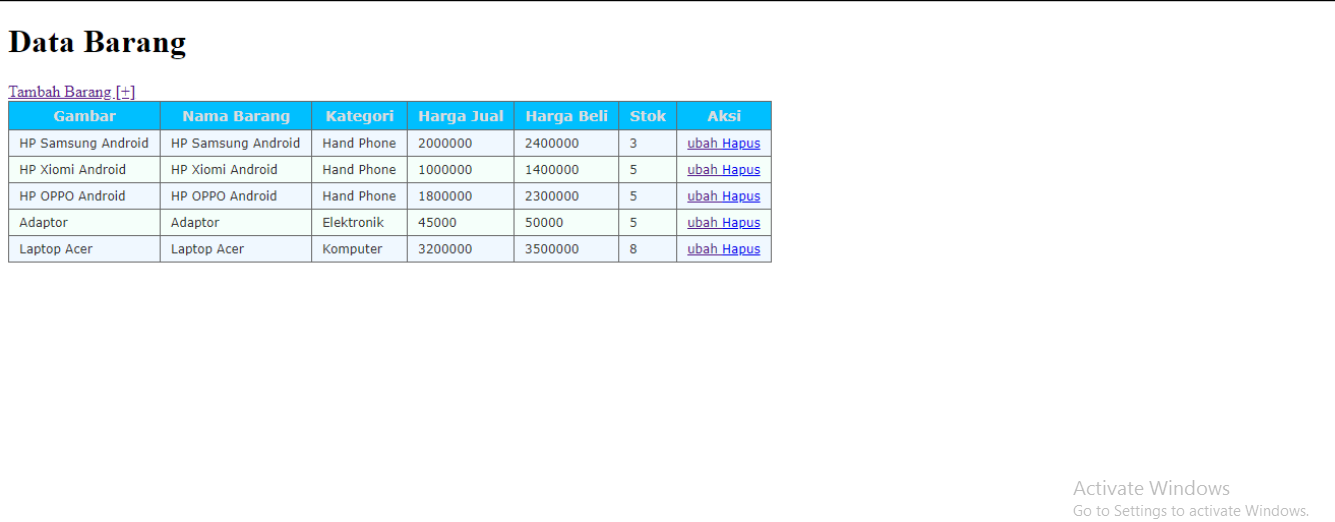 Data Barang
Tambah Barang [+]
Gambar Nama Barang Kategori Harga Jual Harga Beli Stok Aksi
HP Samsung Android HP Samsung Android Hand Phone 2000000 2400000 3 ubah Hapus
HP Xiomi Android HP Xiomi Android Hand Phone 1000000 1400000 5 ubah Hapus
HP OPPO Android HP OPPO Android Hand Phone 1800000 2300000 5 ubah Hapus
Adaptor Adaptor Elektronik 45000 50000 5 ubah Hapus
Laptop Acer Laptop Acer Komputer 3200000 3500000 8 ubah Hapus
Activate Windows
Go to Settings to activate Windows.